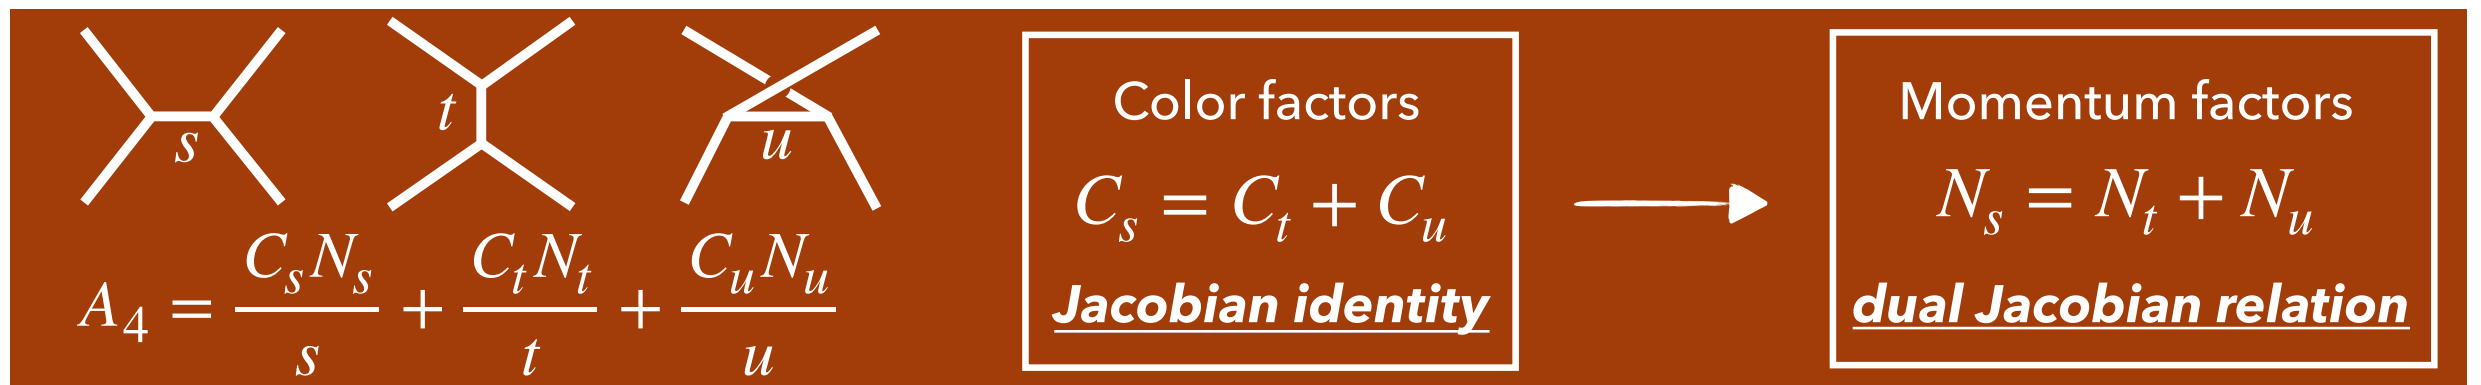 s
t
u
A₄ = C_s N_s / s + C_t N_t / t + C_u N_u / u
Color factors
C_s = C_t + C_u
Jacobian identity
Momentum factors
N_s = N_t + N_u
dual Jacobian relation